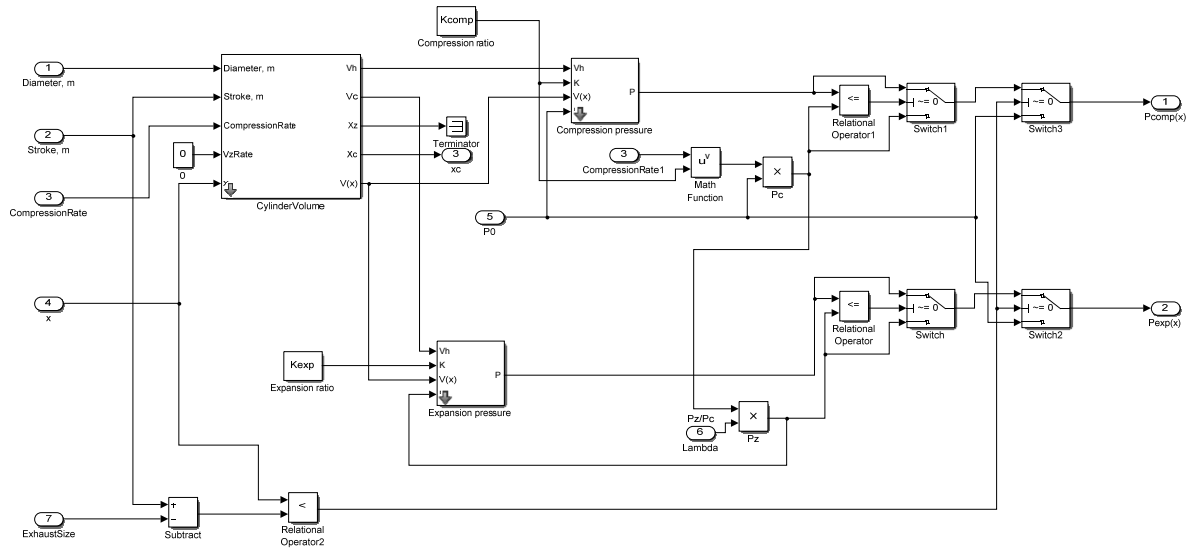 Kcomp
Compression ratio
1
Diameter, m
Diameter, m
Vh
Vh
K
V(x)
P
Compression pressure
<=
Relational
Operator1
~= 0
Switch1
~= 0
Switch3
1
Pcomp(x)
Stroke, m
Vc
2
Stroke, m
CompressionRate
Xz
Terminator
3
xc
0
0
VzRate
Xc
3
CompressionRate
V(x)
CylinderVolume
3
CompressionRate1
u^v
Math
Function
×
Pc
5
P0
4
x
<=
Relational
Operator
~= 0
Switch
~= 0
Switch2
2
Pexp(x)
Kexp
Expansion ratio
Vh
K
V(x)
P
Expansion pressure
Pz/Pc
6
Lambda
×
Pz
7
ExhaustSize
+
−
Subtract
<
Relational
Operator2